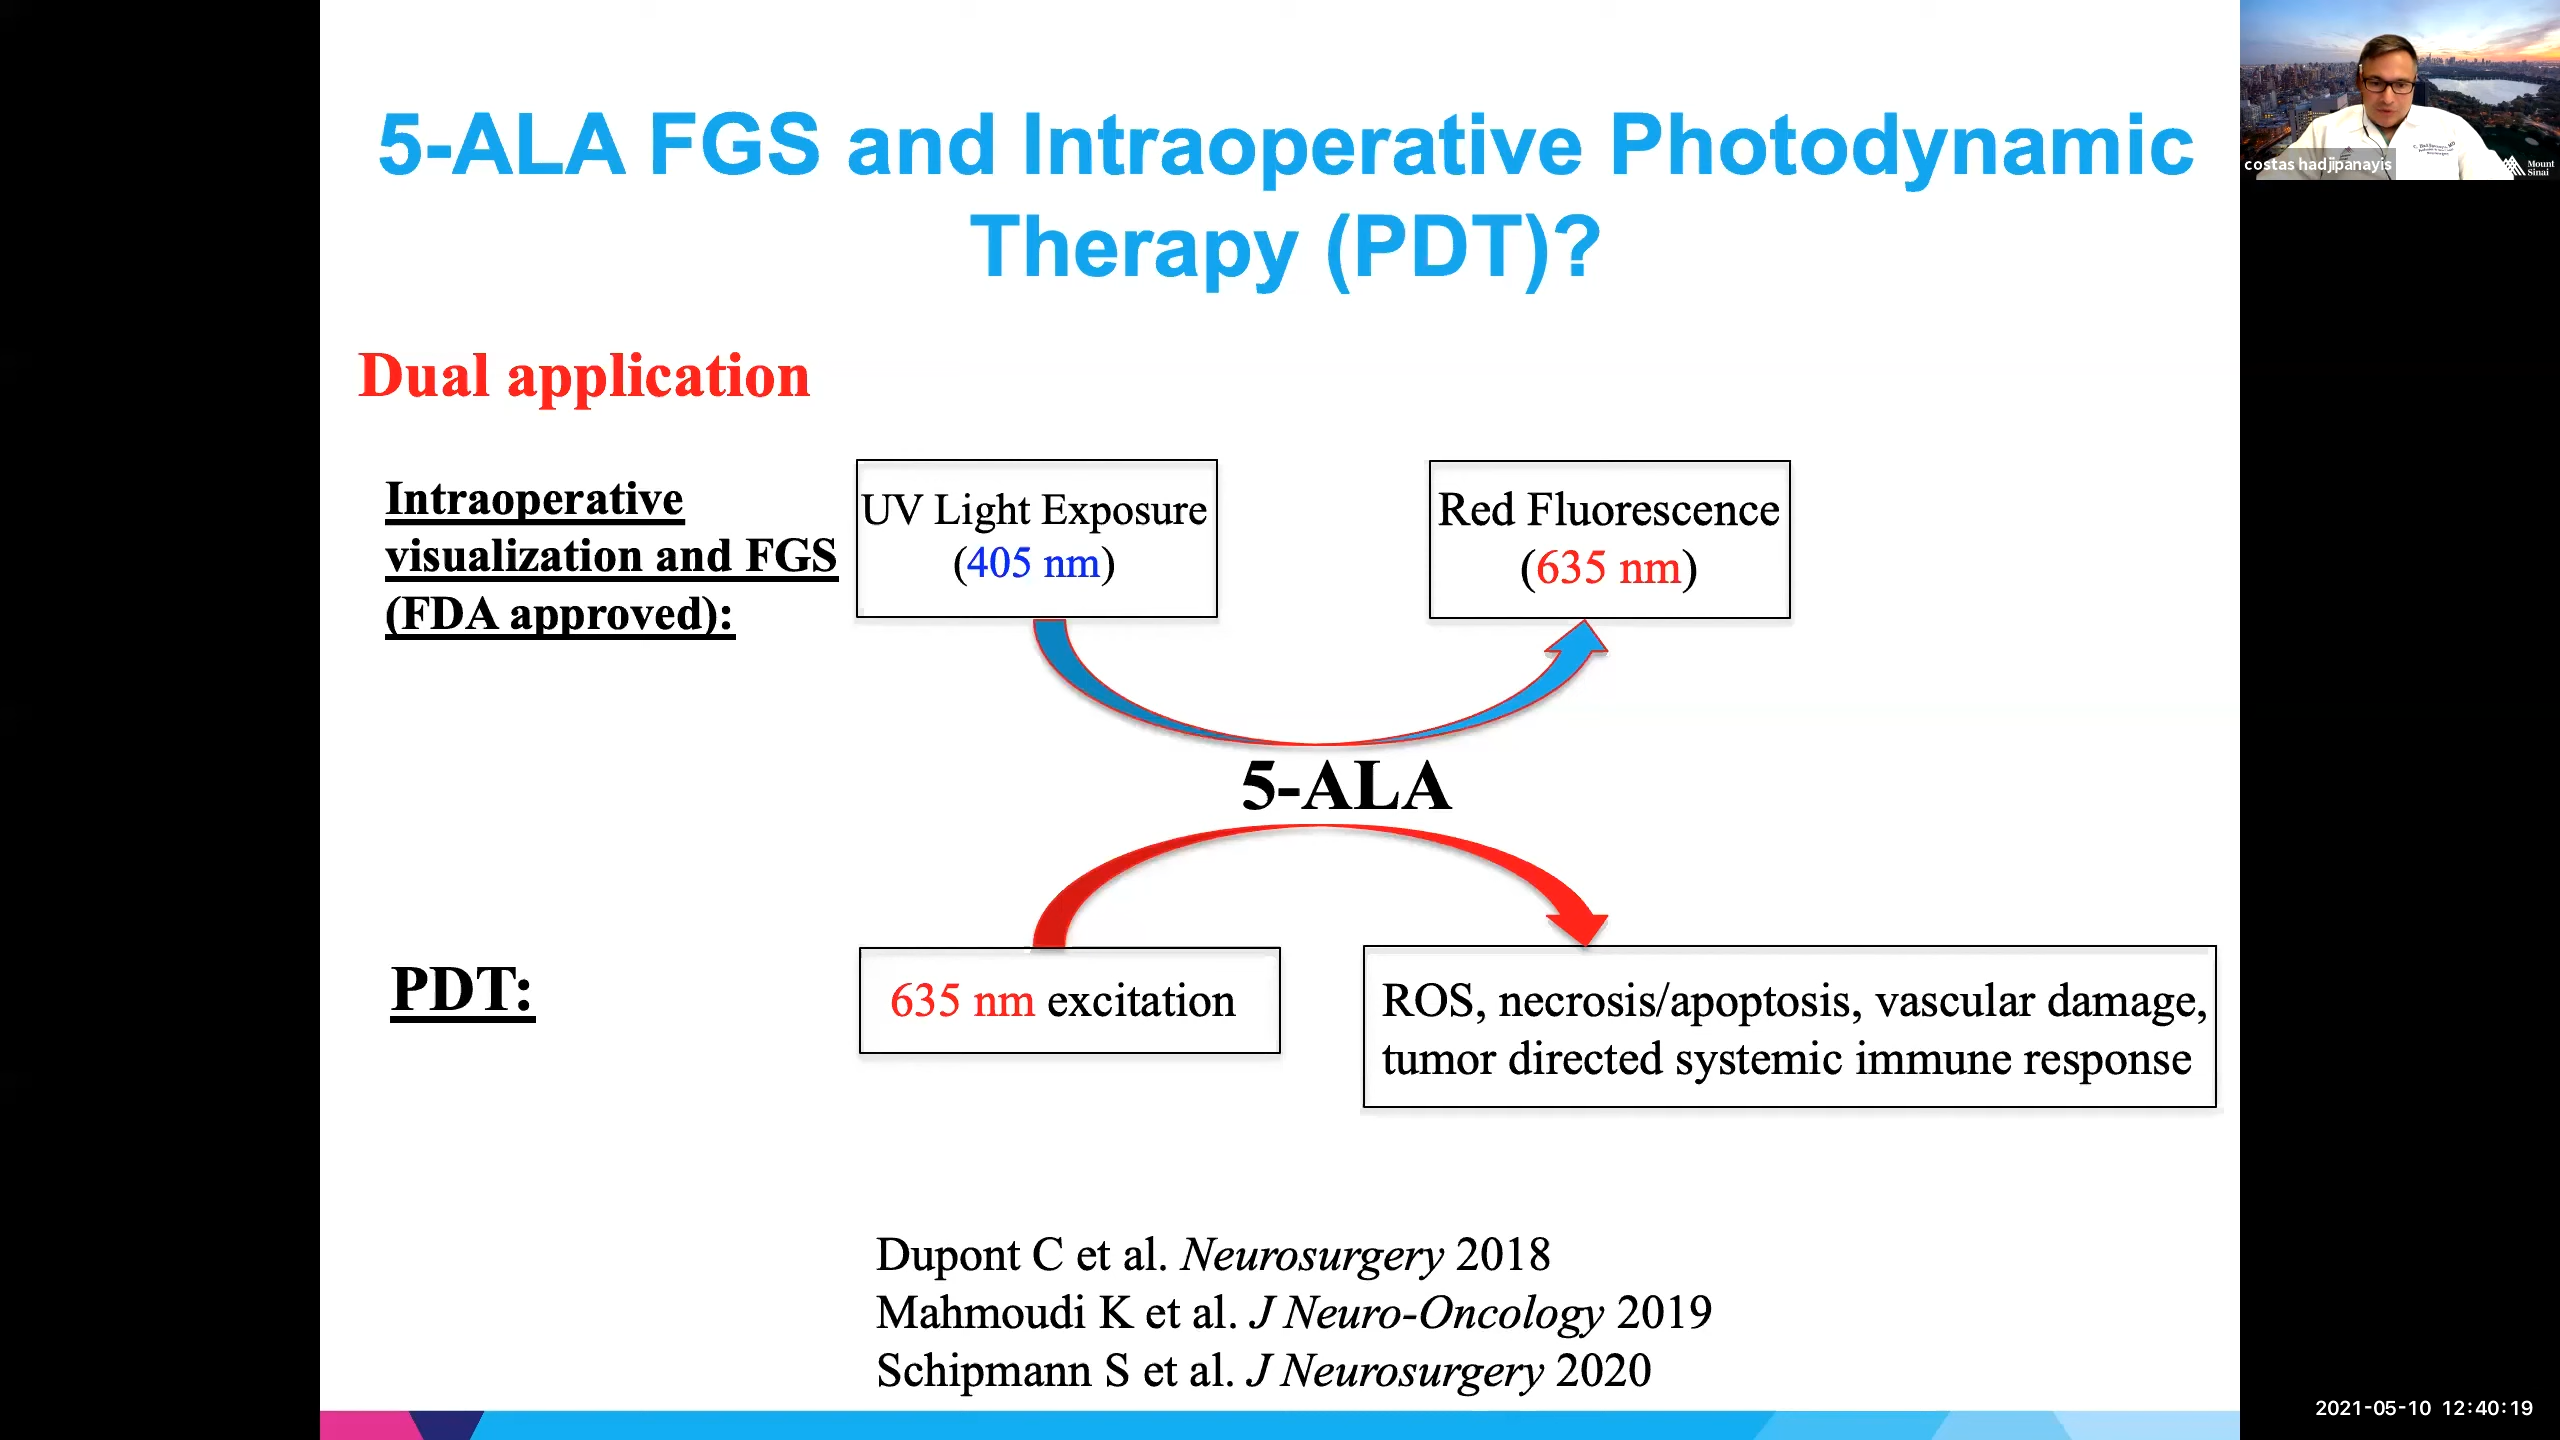 5-ALA FGS and Intraoperative Photodynamic
Therapy (PDT)?
costas hadjipanayis
Mount
Sinai
Dual application
Intraoperative
visualization and FGS
(FDA approved):
UV Light Exposure
(405 nm)
Red Fluorescence
(635 nm)
5-ALA
PDT:
635 nm excitation
ROS, necrosis/apoptosis, vascular damage,
tumor directed systemic immune response
Dupont C et al. Neurosurgery 2018
Mahmoudi K et al. J Neuro-Oncology 2019
Schipmann S et al. J Neurosurgery 2020
2021-05-10 12:40:19